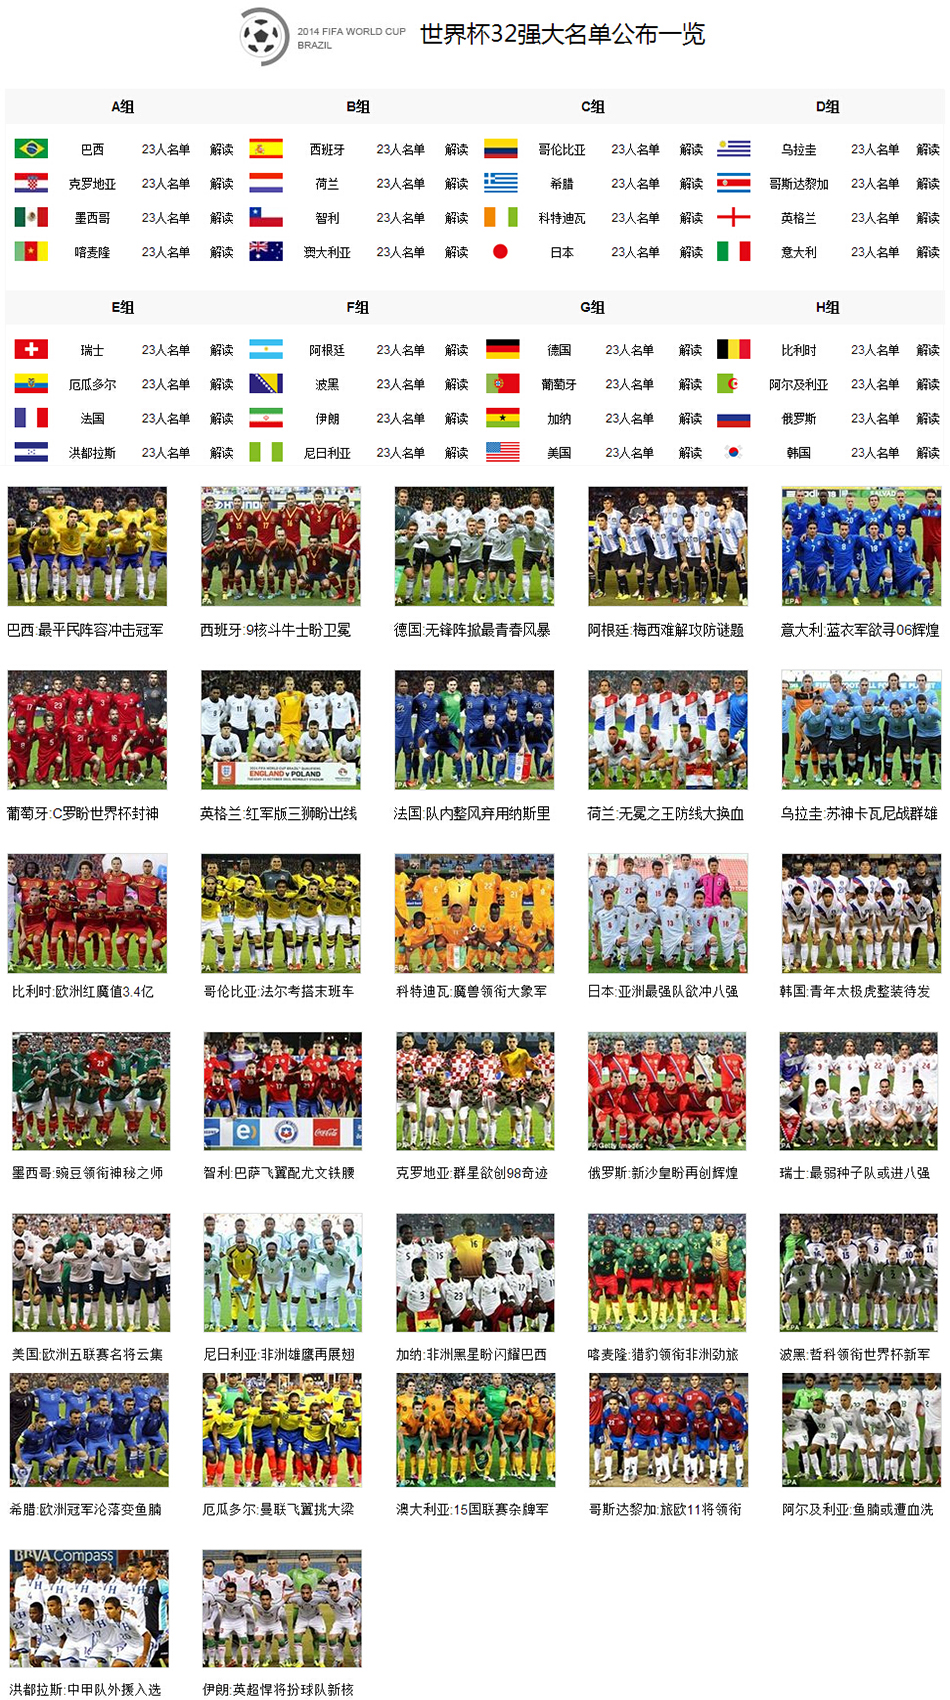 2014 FIFA WORLD CUP
BRAZIL
世界杯32强大名单公布一览
A组 B组 C组 D组
巴西 23人名单 解读 西班牙 23人名单 解读 哥伦比亚 23人名单 解读 乌拉圭 23人名单 解读
克罗地亚 23人名单 解读 荷兰 23人名单 解读 希腊 23人名单 解读 哥斯达黎加 23人名单 解读
墨西哥 23人名单 解读 智利 23人名单 解读 科特迪瓦 23人名单 解读 英格兰 23人名单 解读
喀麦隆 23人名单 解读 澳大利亚 23人名单 解读 日本 23人名单 解读 意大利 23人名单 解读
E组 F组 G组 H组
瑞士 23人名单 解读 阿根廷 23人名单 解读 德国 23人名单 解读 比利时 23人名单 解读
厄瓜多尔 23人名单 解读 波黑 23人名单 解读 葡萄牙 23人名单 解读 阿尔及利亚 23人名单 解读
法国 23人名单 解读 伊朗 23人名单 解读 加纳 23人名单 解读 俄罗斯 23人名单 解读
洪都拉斯 23人名单 解读 尼日利亚 23人名单 解读 美国 23人名单 解读 韩国 23人名单 解读
巴西:最平民阵容冲击冠军 西班牙:9核斗牛士盼卫冕 德国:无锋阵掀最青春风暴 阿根廷:梅西难解攻防谜题 意大利:蓝衣军欲寻06辉煌
ENGLAND v POLAND
葡萄牙:C罗盼世界杯封神 英格兰:红军版三狮盼出线 法国:队内整风弃用纳斯里 荷兰:无冕之王防线大换血 乌拉圭:苏神卡瓦尼战群雄
比利时:欧洲红魔值3.4亿 哥伦比亚:法尔考搭末班车 科特迪瓦:魔兽领衔大象军 日本:亚洲最强队欲冲八强 韩国:青年太极虎整装待发
Coca-Cola
Getty Images
墨西哥:豌豆领衔神秘之师 智利:巴萨飞翼配尤文铁腰 克罗地亚:群星欲创98奇迹 俄罗斯:新沙皇盼再创辉煌 瑞士:最弱种子队或进八强
美国:欧洲五联赛名将云集 尼日利亚:非洲雄鹰再展翅 加纳:非洲黑星盼闪耀巴西 喀麦隆:猎豹领衔非洲劲旅 波黑:哲科领衔世界杯新军
希腊:欧洲冠军沦落变鱼腩 厄瓜多尔:曼联飞翼挑大梁 澳大利亚:15国联赛杂牌军 哥斯达黎加:旅欧11将领衔 阿尔及利亚:鱼腩或遭血洗
BBVA Compass
洪都拉斯:中甲队外援入选 伊朗:英超悍将扮球队新核